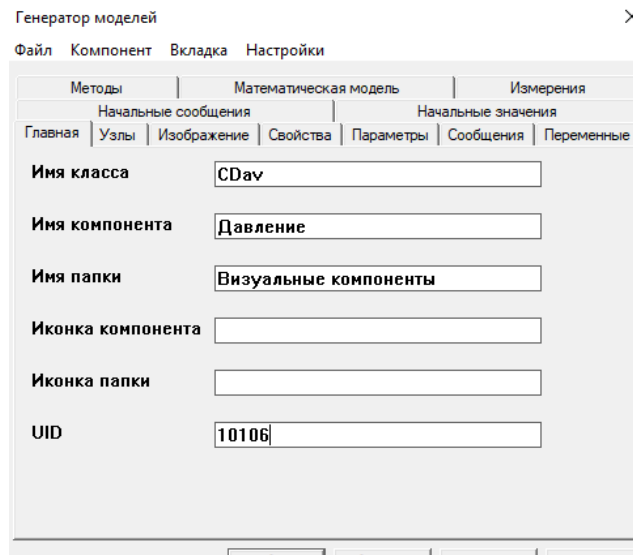 Генератор моделей
Файл Компонент Вкладка Настройки
Методы Математическая модель Измерения
Начальные сообщения Начальные значения
Главная Узлы Изображение Свойства Параметры Сообщения Переменные
Имя класса CDav
Имя компонента Давление
Имя папки Визуальные компоненты
Иконка компонента
Иконка папки
UID 10106